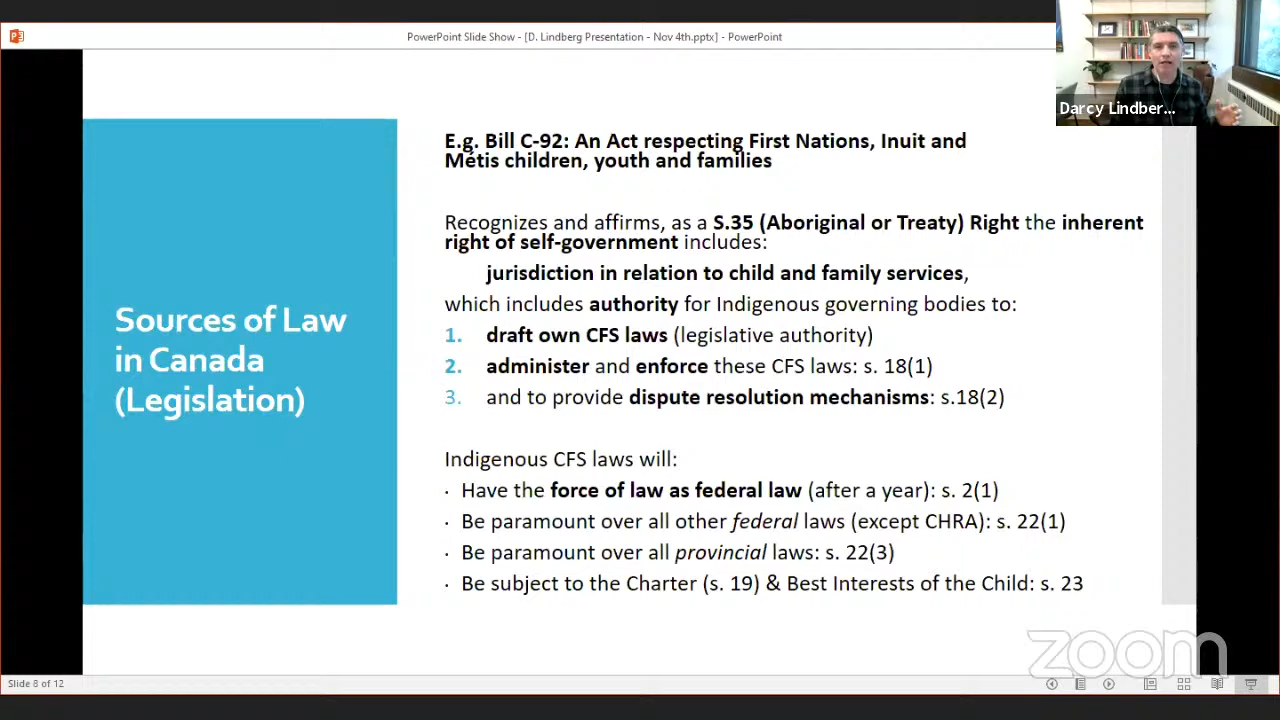 PowerPoint Slide Show - [D. Lindberg Presentation - Nov 4th.pptx] - PowerPoint
Darcy Lindber...
Sources of Law
in Canada
(Legislation)
E.g. Bill C-92: An Act respecting First Nations, Inuit and
Métis children, youth and families
Recognizes and affirms, as a S.35 (Aboriginal or Treaty) Right the inherent
right of self-government includes:
jurisdiction in relation to child and family services,
which includes authority for Indigenous governing bodies to:
1. draft own CFS laws (legislative authority)
2. administer and enforce these CFS laws: s. 18(1)
3. and to provide dispute resolution mechanisms: s.18(2)
Indigenous CFS laws will:
· Have the force of law as federal law (after a year): s. 2(1)
· Be paramount over all other federal laws (except CHRA): s. 22(1)
· Be paramount over all provincial laws: s. 22(3)
· Be subject to the Charter (s. 19) & Best Interests of the Child: s. 23
zoom
Slide 8 of 12